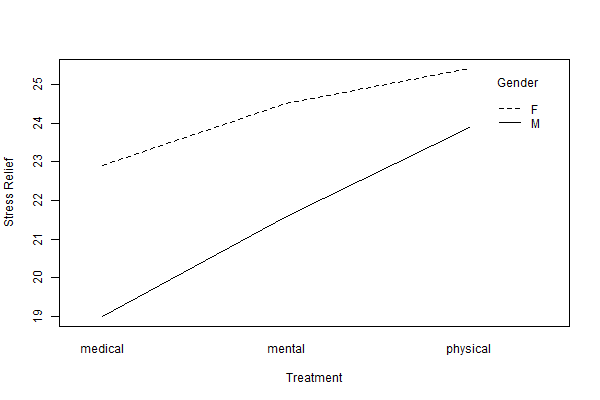 Gender
F
M
25
24
23
22
21
20
19
Stress Relief
medical mental physical
Treatment